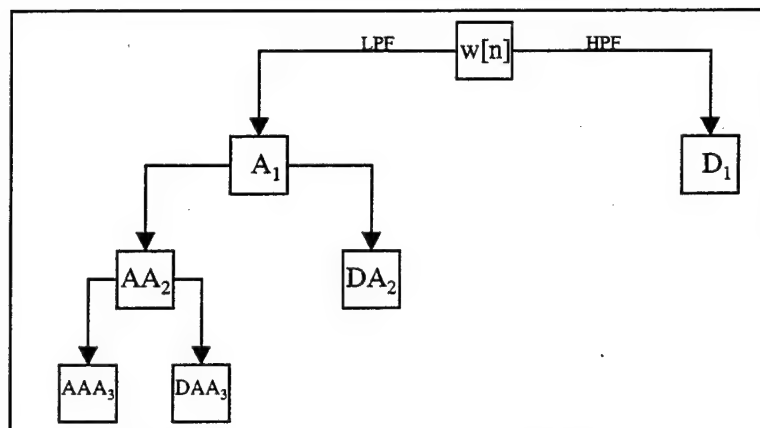 LPF w[n] HPF
A₁ D₁
AA₂ DA₂
AAA₃ DAA₃